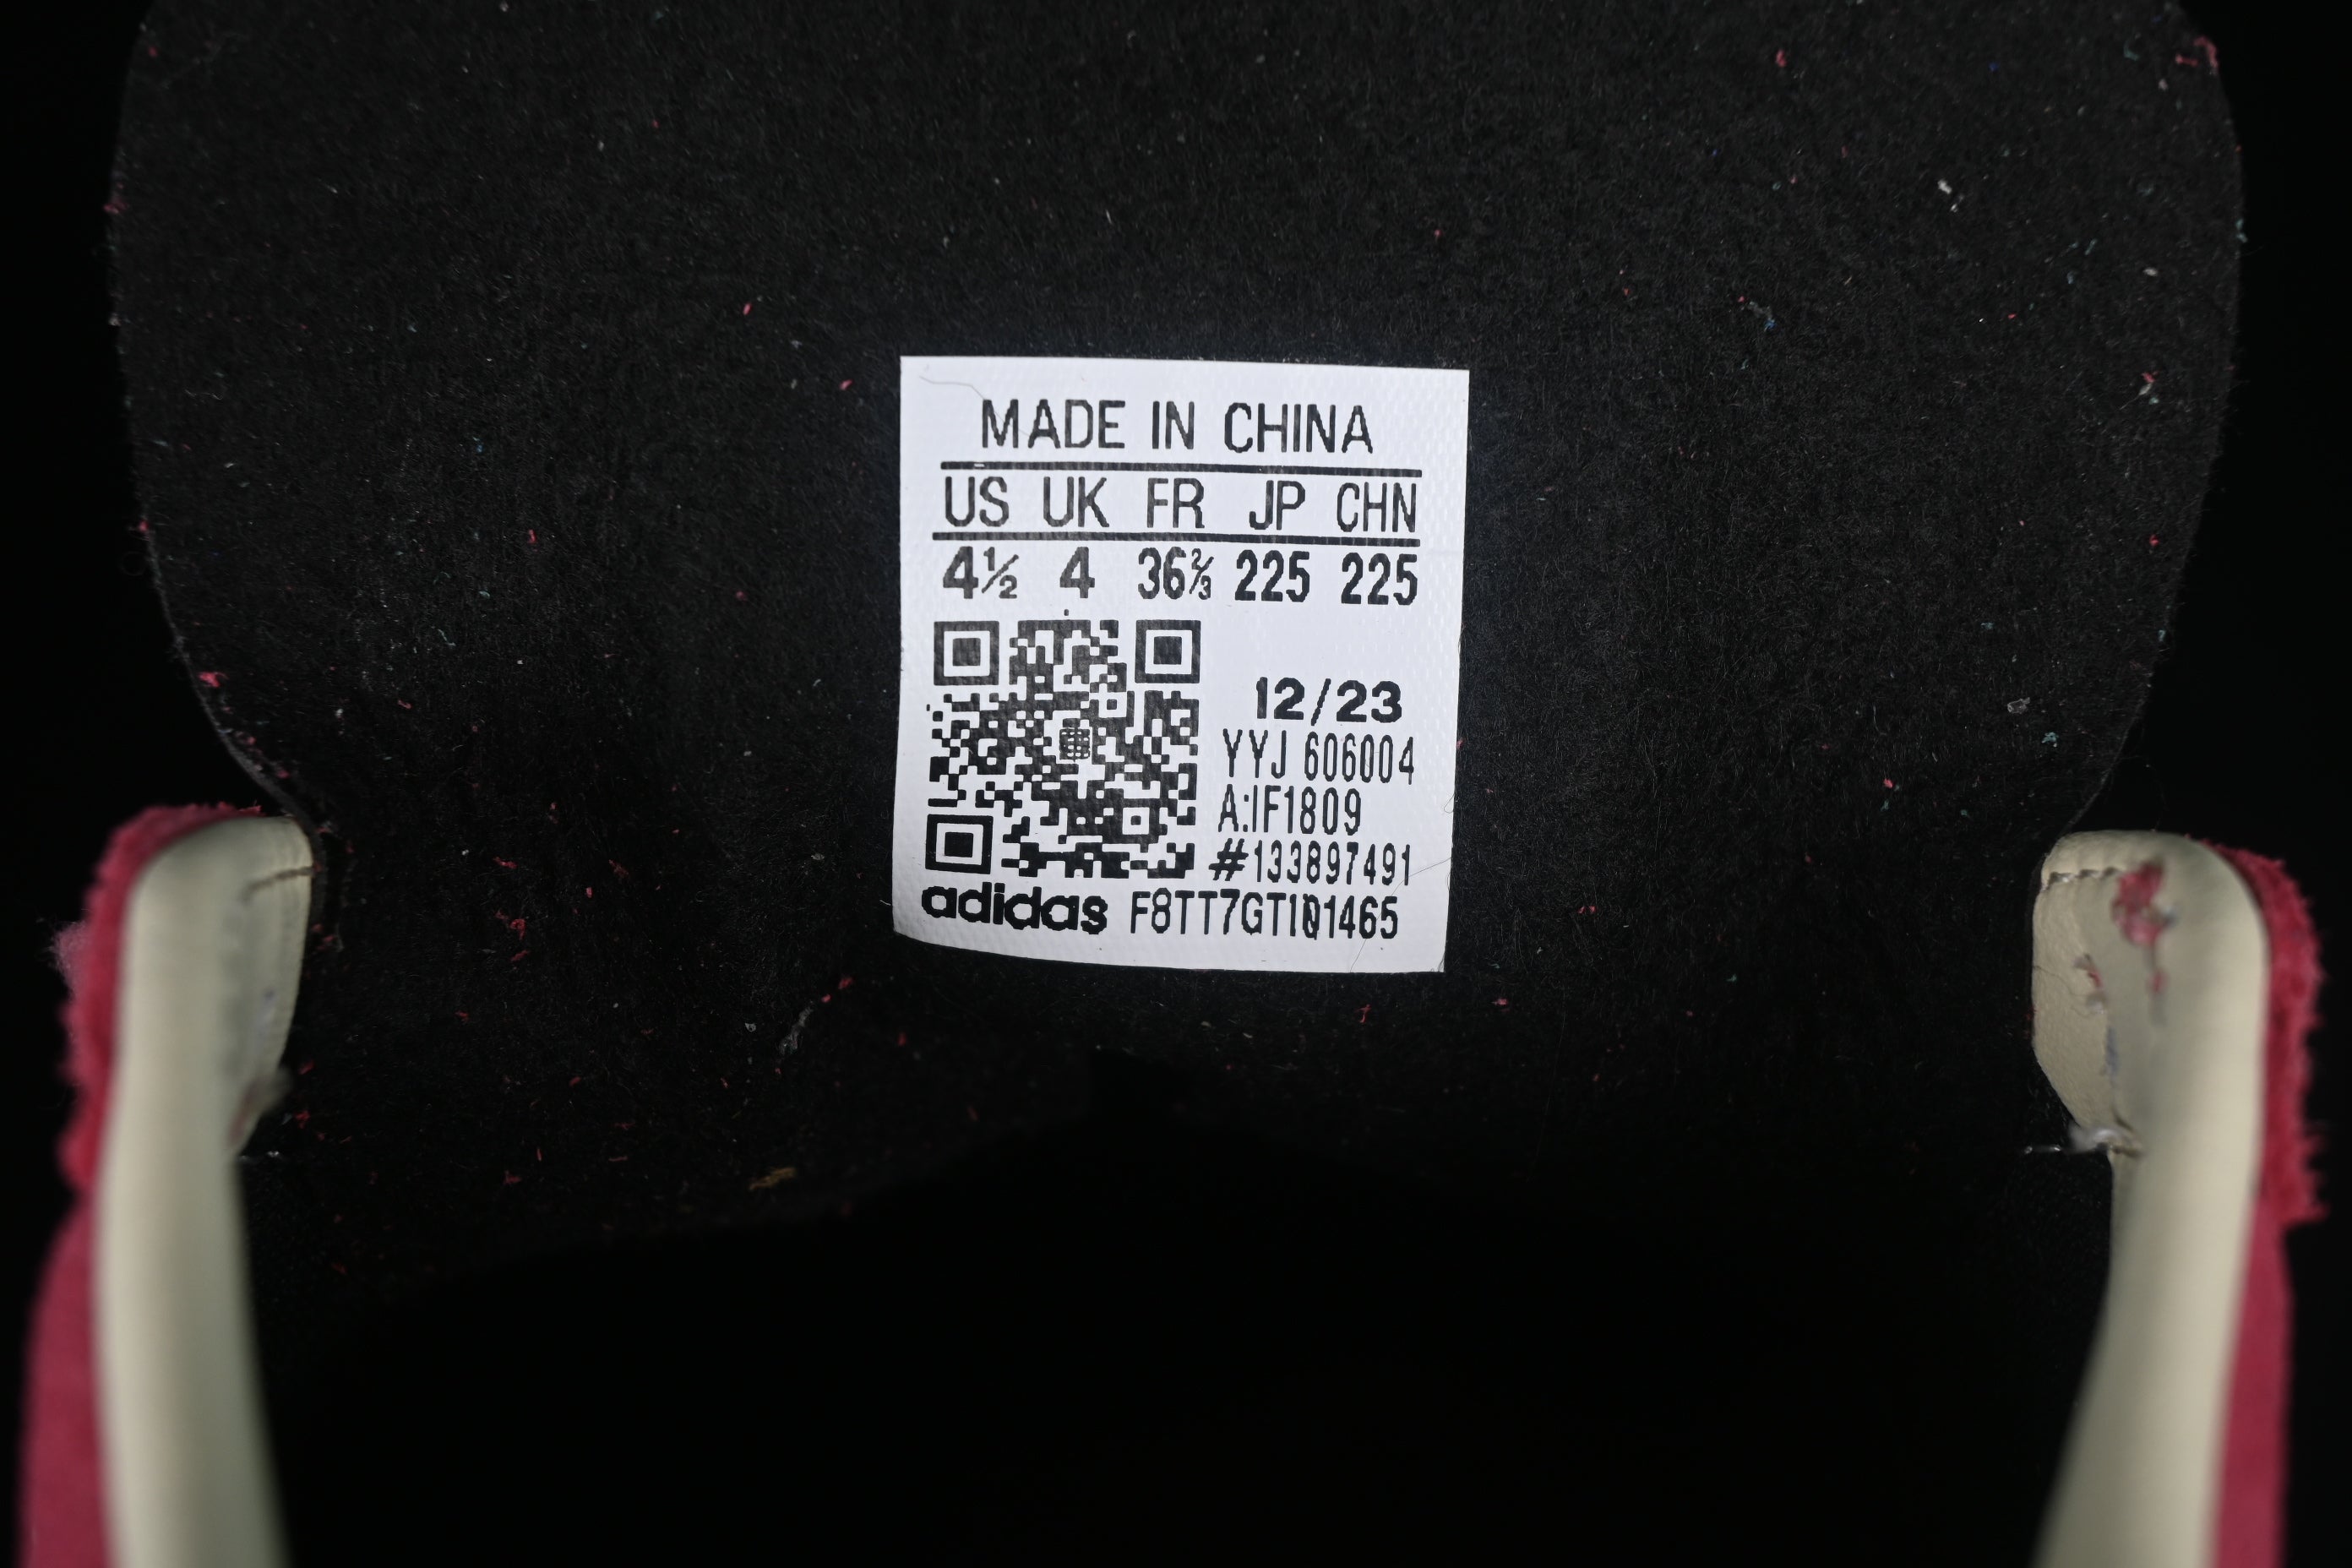 MADE IN CHINA
US UK FR JP CHN
4½ 4 36⅔ 225 225
12/23
YYJ 606004
A:IF1809
#133897491
adidas